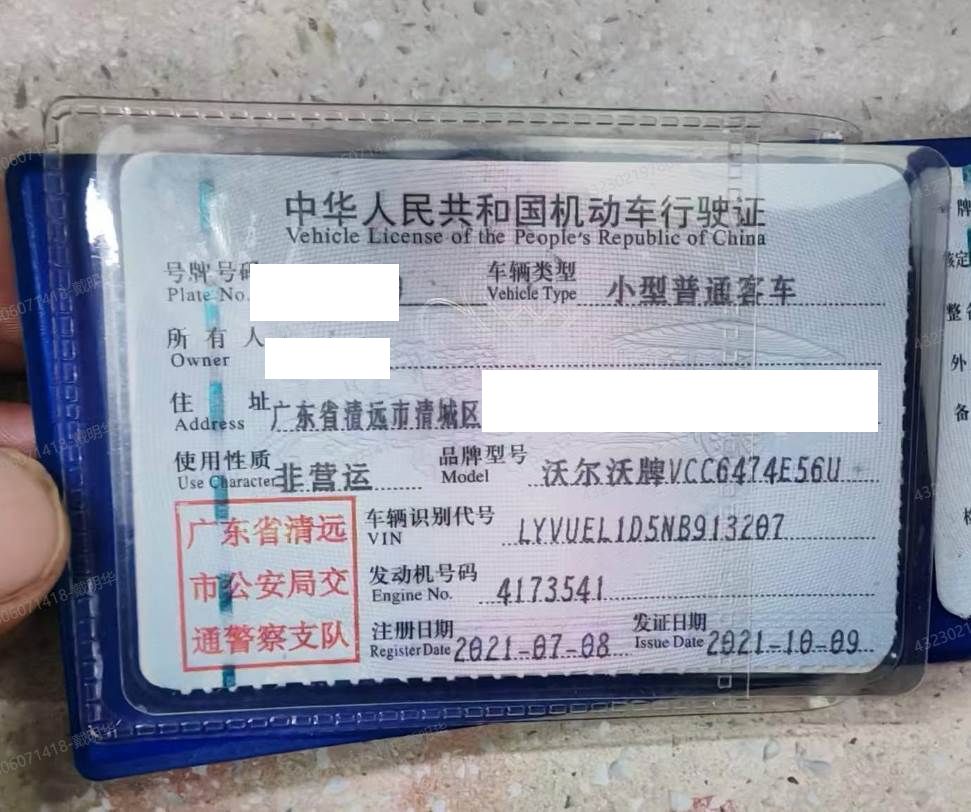 中华人民共和国机动车行驶证
Vehicle License of the People's Republic of China
号牌号码
Plate No.
车辆类型 小型普通客车
Vehicle Type
所有人
Owner
住址 广东省清远市清城区
Address
使用性质 非营运
Use Character
品牌型号 沃尔沃牌VCC6474E56U
Model
广东省清远
市公安局交
通警察支队
车辆识别代号 LYVUEL1D5NB913207
VIN
发动机号码 4173541
Engine No.
注册日期 2021-07-08
Register Date
发证日期 2021-10-09
Issue Date
牌
核定
整备
外
备